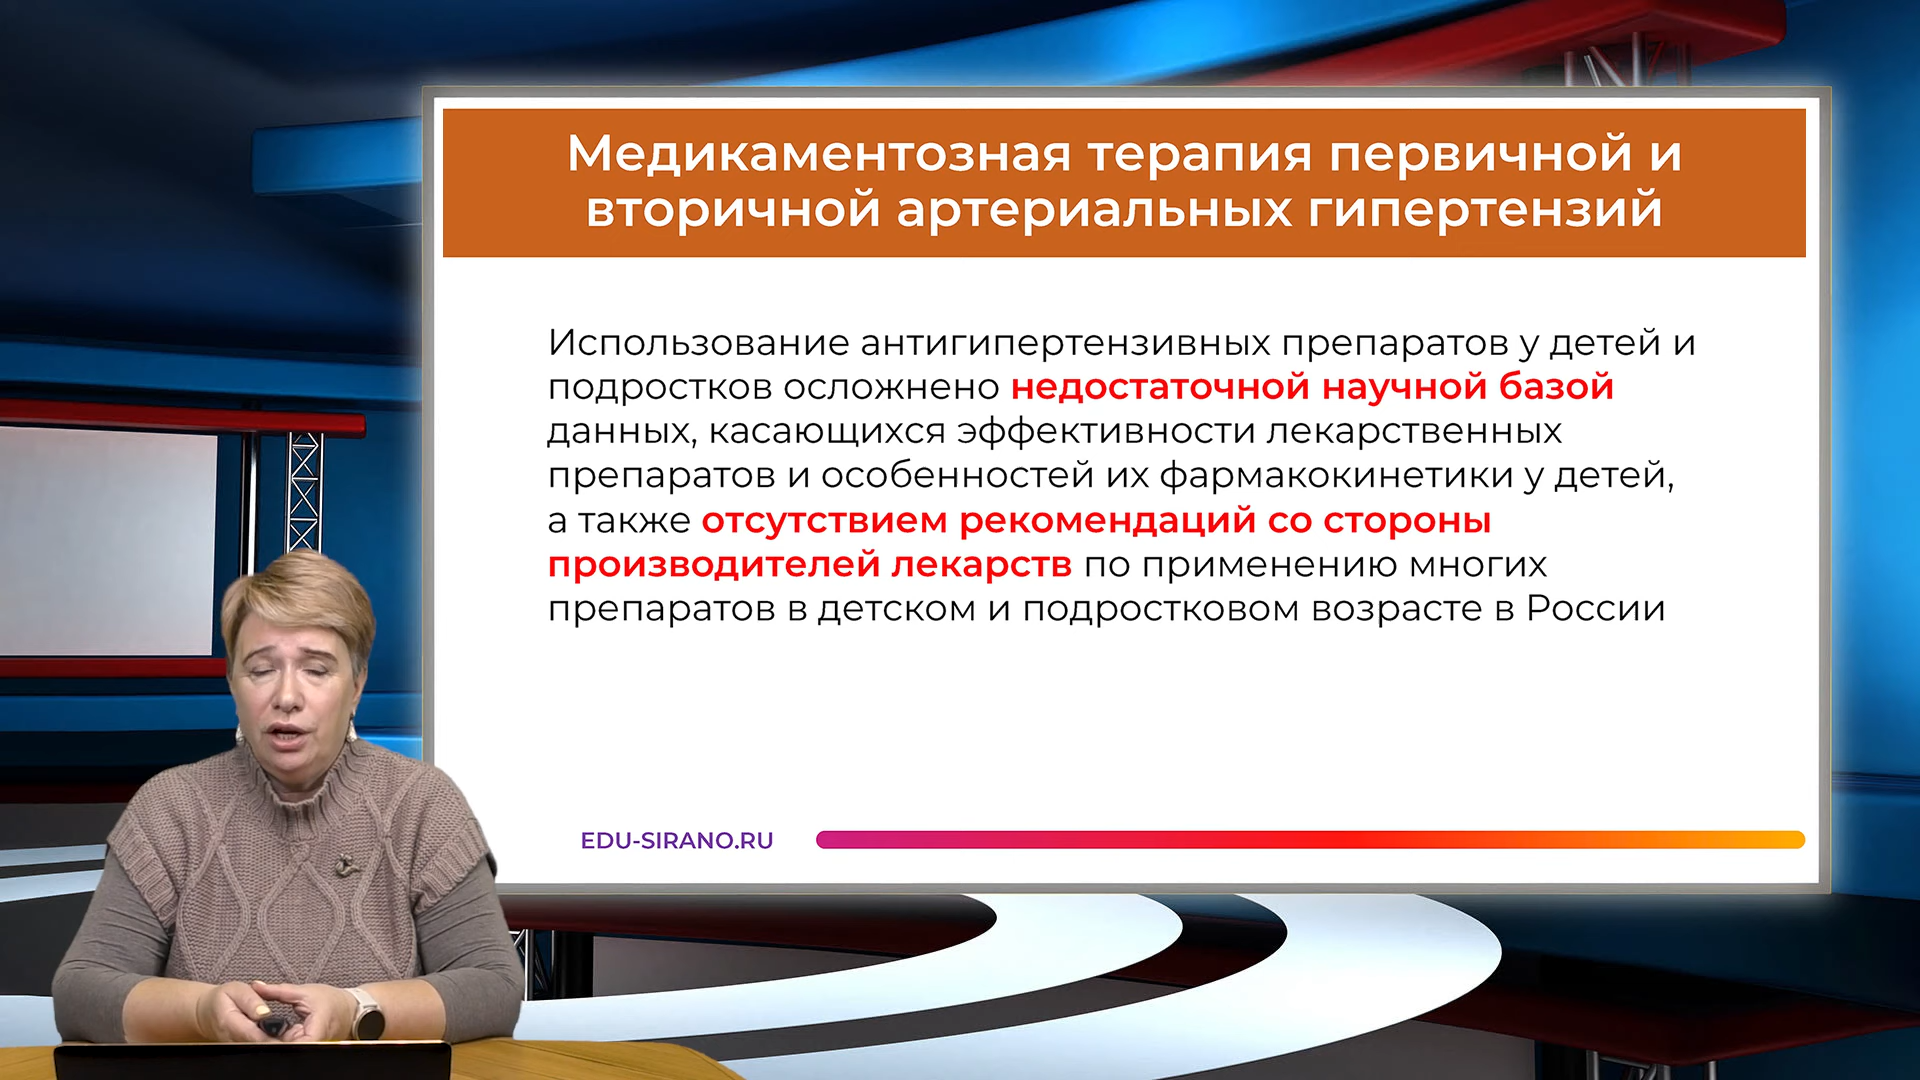 Медикаментозная терапия первичной и
вторичной артериальных гипертензий
Использование антигипертензивных препаратов у детей и
подростков осложнено недостаточной научной базой
данных, касающихся эффективности лекарственных
препаратов и особенностей их фармакокинетики у детей,
а также отсутствием рекомендаций со стороны
производителей лекарств по применению многих
препаратов в детском и подростковом возрасте в России
EDU-SIRANO.RU